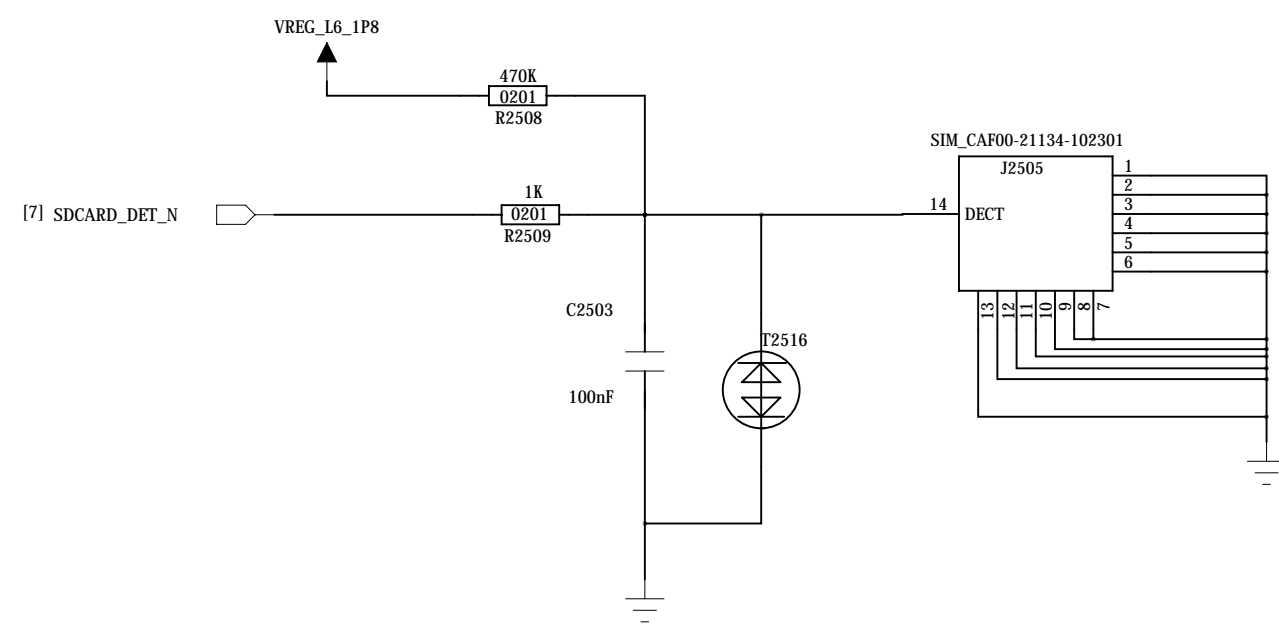 VREG_L6_1P8
470K
0201
R2508
SIM_CAF00-21134-102301
J2505
1
2
3
4
5
6
14 DECT
1K
[7] SDCARD_DET_N
0201
R2509
13 12 11 10 9 8 7
C2503
T2516
100nF